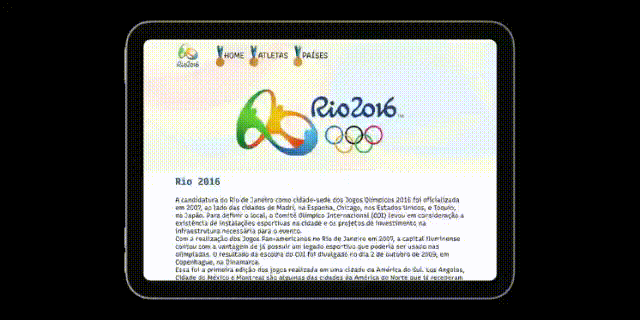 Rio2016
HOME ATLETAS PAÍSES
Rio2016™
Rio 2016
A candidatura do Rio de Janeiro como cidade-sede dos Jogos Olímpicos 2016 foi oficializada
em 2007, ao lado das cidades de Madri, na Espanha, Chicago, nos Estados Unidos, e Tóquio,
no Japão. Para definir o local, o Comitê Olímpico Internacional (COI) levou em consideração a
existência de instalações esportivas na cidade e os projetos de investimento na
infraestrutura necessária para o evento.
Com a realização dos Jogos Pan-americanos no Rio de Janeiro em 2007, a capital fluminense
contou com a vantagem de já possuir um legado esportivo que poderia ser usado nas
olimpíadas. O resultado da escolha do COI foi divulgado no dia 2 de outubro de 2009, em
Copenhague, na Dinamarca.
Essa foi a primeira edição dos jogos realizada em uma cidade da América do Sul. Los Angeles,
Cidade do México e Montreal são algumas das cidades da América do Norte que já receberam